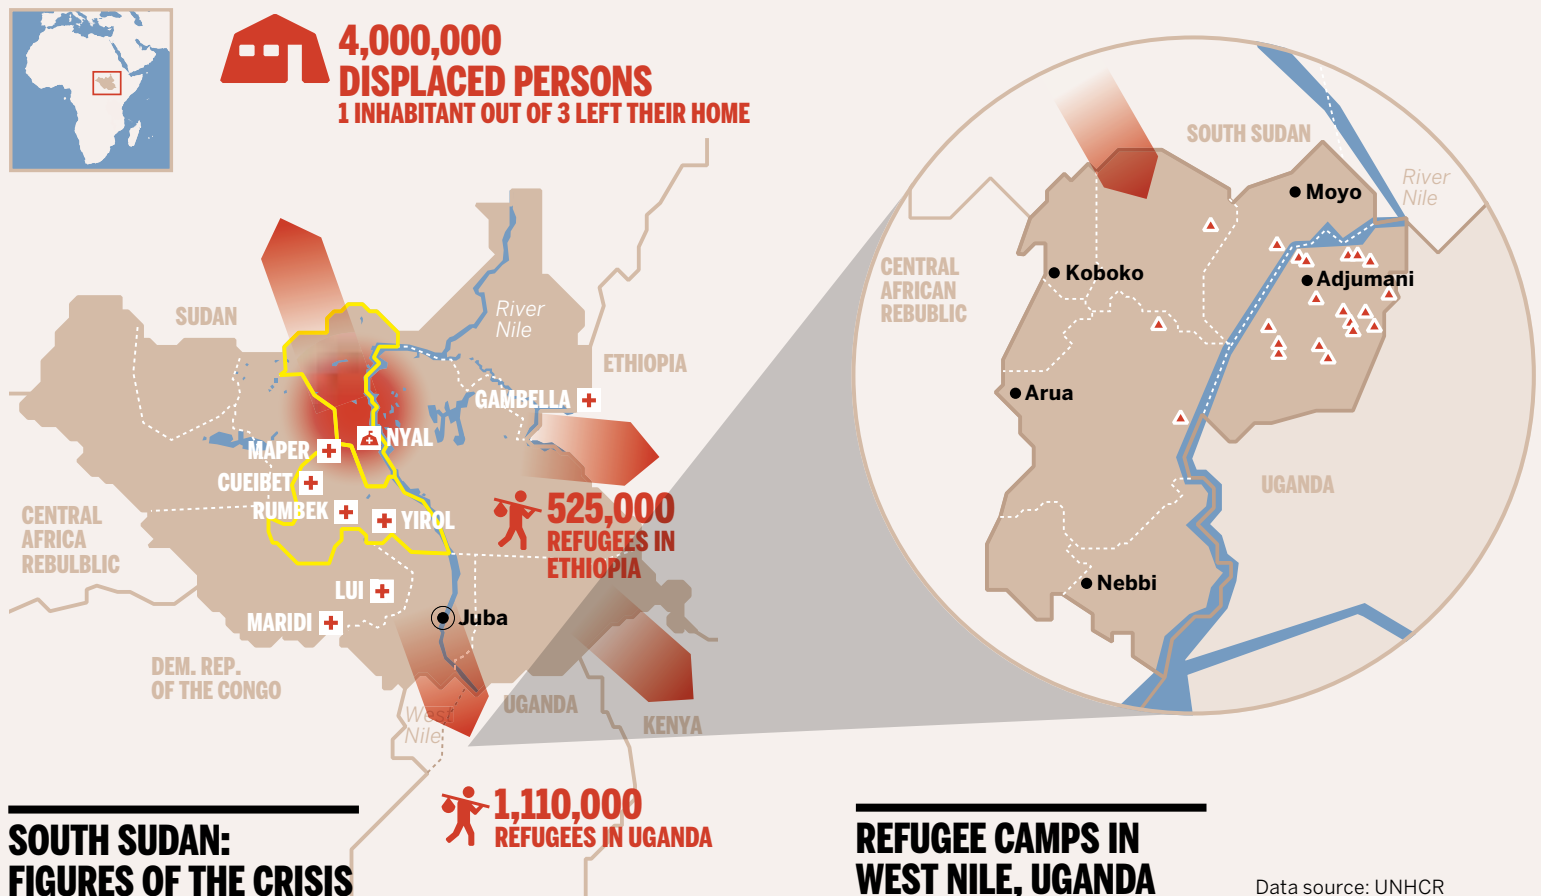 4,000,000
DISPLACED PERSONS
1 INHABITANT OUT OF 3 LEFT THEIR HOME
SUDAN
River
Nile
ETHIOPIA
GAMBELLA
NYAL
MAPER
CUEIBET
RUMBEK
YIROL
CENTRAL
AFRICA
REBULBLIC
525,000
REFUGEES IN
ETHIOPIA
LUI
MARIDI
Juba
DEM. REP.
OF THE CONGO
UGANDA
West
Nile
KENYA
1,110,000
REFUGEES IN UGANDA
SOUTH SUDAN:
FIGURES OF THE CRISIS
SOUTH SUDAN
Moyo
River
Nile
CENTRAL
AFRICAN
REBUBLIC
Koboko
Adjumani
Arua
UGANDA
Nebbi
REFUGEE CAMPS IN
WEST NILE, UGANDA
Data source: UNHCR